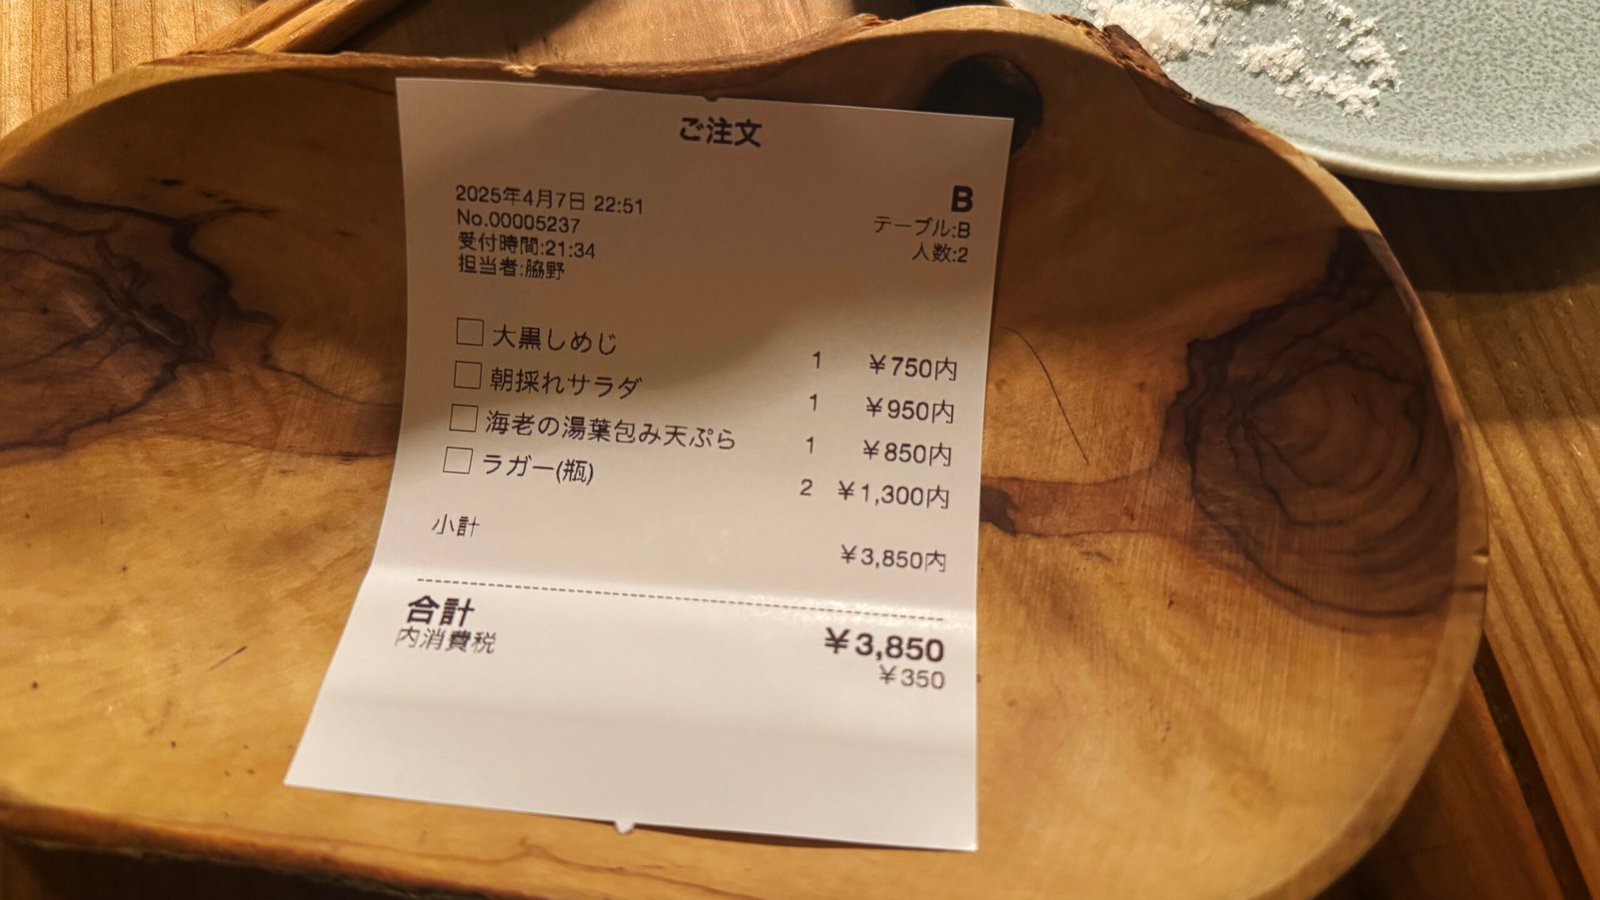 ご注文
B
2025年4月7日 22:51
テーブル:B
No.00005237
人数:2
受付時間:21:34
担当者:脇野
□ 大黒しめじ 1 ¥750内
□ 朝採れサラダ 1 ¥950内
□ 海老の湯葉包み天ぷら 1 ¥850内
□ ラガー(瓶) 2 ¥1,300内
小計 ¥3,850内
合計 ¥3,850
内消費税 ¥350